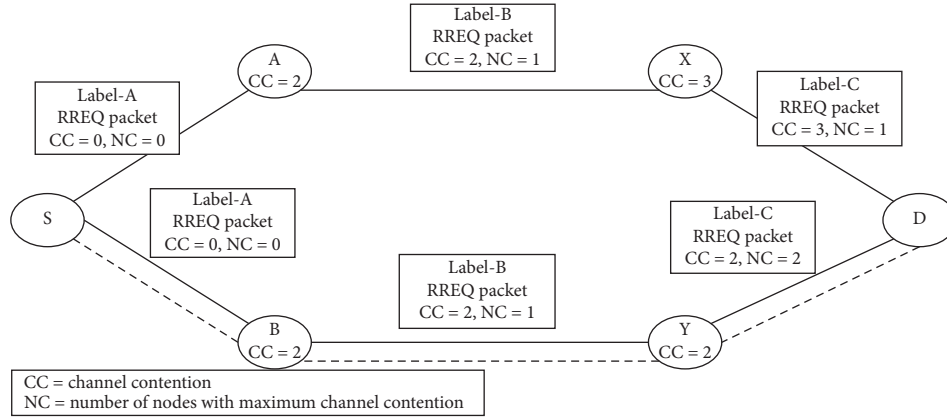 Label-B
RREQ packet
CC = 2, NC = 1
A
CC = 2
X
CC = 3
Label-A
RREQ packet
CC = 0, NC = 0
Label-C
RREQ packet
CC = 3, NC = 1
S
Label-A
RREQ packet
CC = 0, NC = 0
Label-C
RREQ packet
CC = 2, NC = 2
D
Label-B
RREQ packet
CC = 2, NC = 1
B
CC = 2
Y
CC = 2
CC = channel contention
NC = number of nodes with maximum channel contention